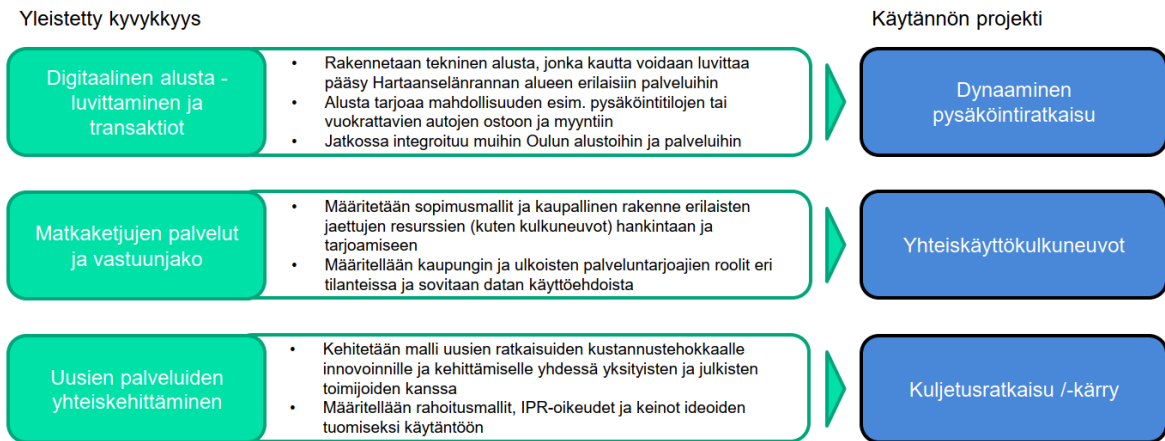 Yleistetty kyvykkyys
Käytännön projekti
Digitaalinen alusta -
luvittaminen ja
transaktiot
• Rakennetaan tekninen alusta, jonka kautta voidaan luvittaa
pääsy Hartaanselänrannan alueen erilaisiin palveluihin
• Alusta tarjoaa mahdollisuuden esim. pysäköintitilojen tai
vuokrattavien autojen ostoon ja myyntiin
• Jatkossa integroituu muihin Oulun alustoihin ja palveluihin
Dynaaminen
pysäköintiratkaisu
Matkaketjujen palvelut
ja vastuunjako
• Määritetään sopimusmallit ja kaupallinen rakenne erilaisten
jaettujen resurssien (kuten kulkuneuvot) hankintaan ja
tarjoamiseen
• Määritellään kaupungin ja ulkoisten palveluntarjoajien roolit eri
tilanteissa ja sovitaan datan käyttöehdoista
Yhteiskäyttökulkuneuvot
Uusien palveluiden
yhteiskehittäminen
• Kehitetään malli uusien ratkaisuiden kustannustehokkaalle
innovoinnille ja kehittämiselle yhdessä yksityisten ja julkisten
toimijoiden kanssa
• Määritellään rahoitusmallit, IPR-oikeudet ja keinot ideoiden
tuomiseksi käytäntöön
Kuljetusratkaisu /-kärry